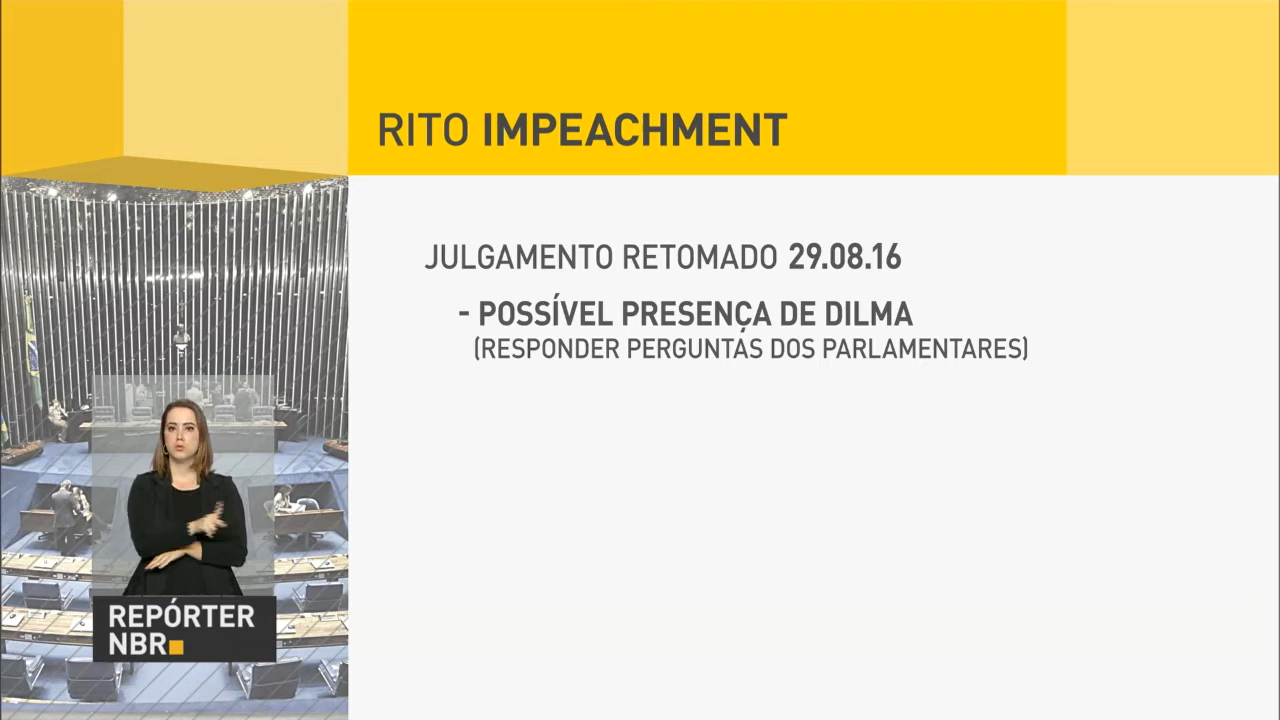 RITO IMPEACHMENT
JULGAMENTO RETOMADO 29.08.16
- POSSÍVEL PRESENÇA DE DILMA
(RESPONDER PERGUNTAS DOS PARLAMENTARES)
REPÓRTER
NBR